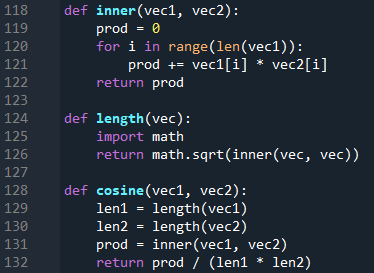 118 def inner(vec1, vec2):
119     prod = 0
120     for i in range(len(vec1)):
121         prod += vec1[i] * vec2[i]
122     return prod
123
124 def length(vec):
125     import math
126     return math.sqrt(inner(vec, vec))
127
128 def cosine(vec1, vec2):
129     len1 = length(vec1)
130     len2 = length(vec2)
131     prod = inner(vec1, vec2)
132     return prod / (len1 * len2)